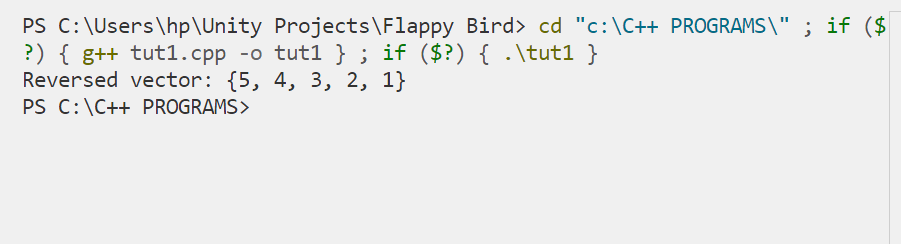 PS C:\Users\hp\Unity Projects\Flappy Bird> cd "c:\C++ PROGRAMS\" ; if ($
?) { g++ tut1.cpp -o tut1 } ; if ($?) { .\tut1 }
Reversed vector: {5, 4, 3, 2, 1}
PS C:\C++ PROGRAMS>